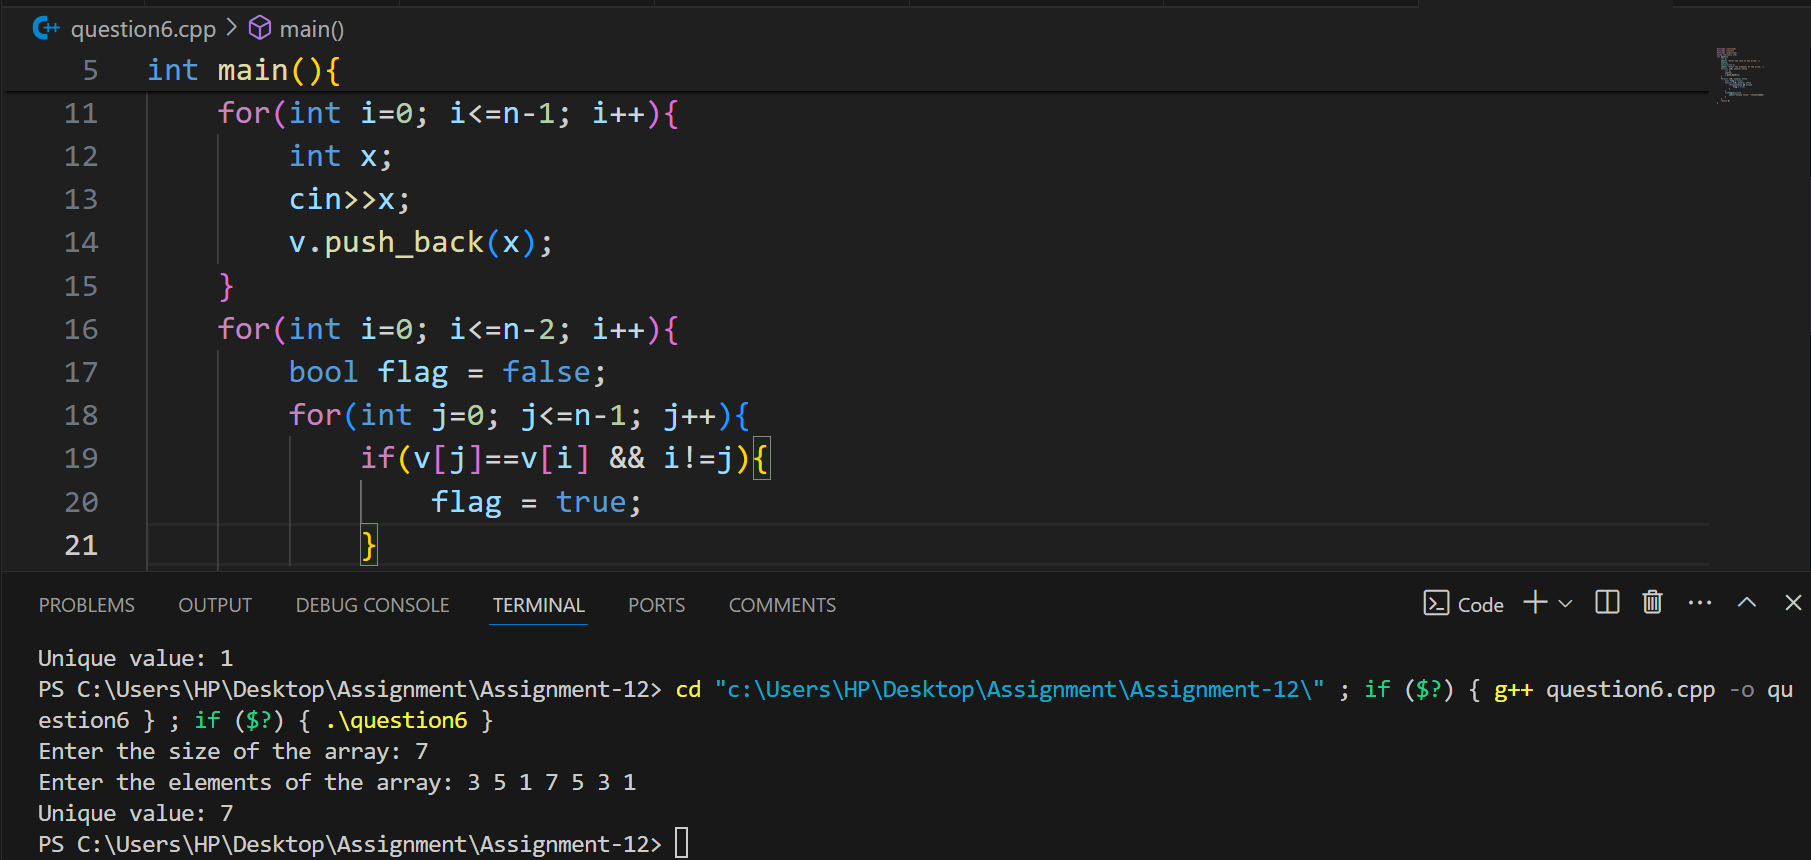 question6.cpp > main()
5 int main(){
11 for(int i=0; i<=n-1; i++){
12 int x;
13 cin>>x;
14 v.push_back(x);
15 }
16 for(int i=0; i<=n-2; i++){
17 bool flag = false;
18 for(int j=0; j<=n-1; j++){
19 if(v[j]==v[i] && i!=j){
20 flag = true;
21 }
PROBLEMS OUTPUT DEBUG CONSOLE TERMINAL PORTS COMMENTS Code
Unique value: 1
PS C:\Users\HP\Desktop\Assignment\Assignment-12> cd "c:\Users\HP\Desktop\Assignment\Assignment-12\" ; if ($?) { g++ question6.cpp -o qu
estion6 } ; if ($?) { .\question6 }
Enter the size of the array: 7
Enter the elements of the array: 3 5 1 7 5 3 1
Unique value: 7
PS C:\Users\HP\Desktop\Assignment\Assignment-12>